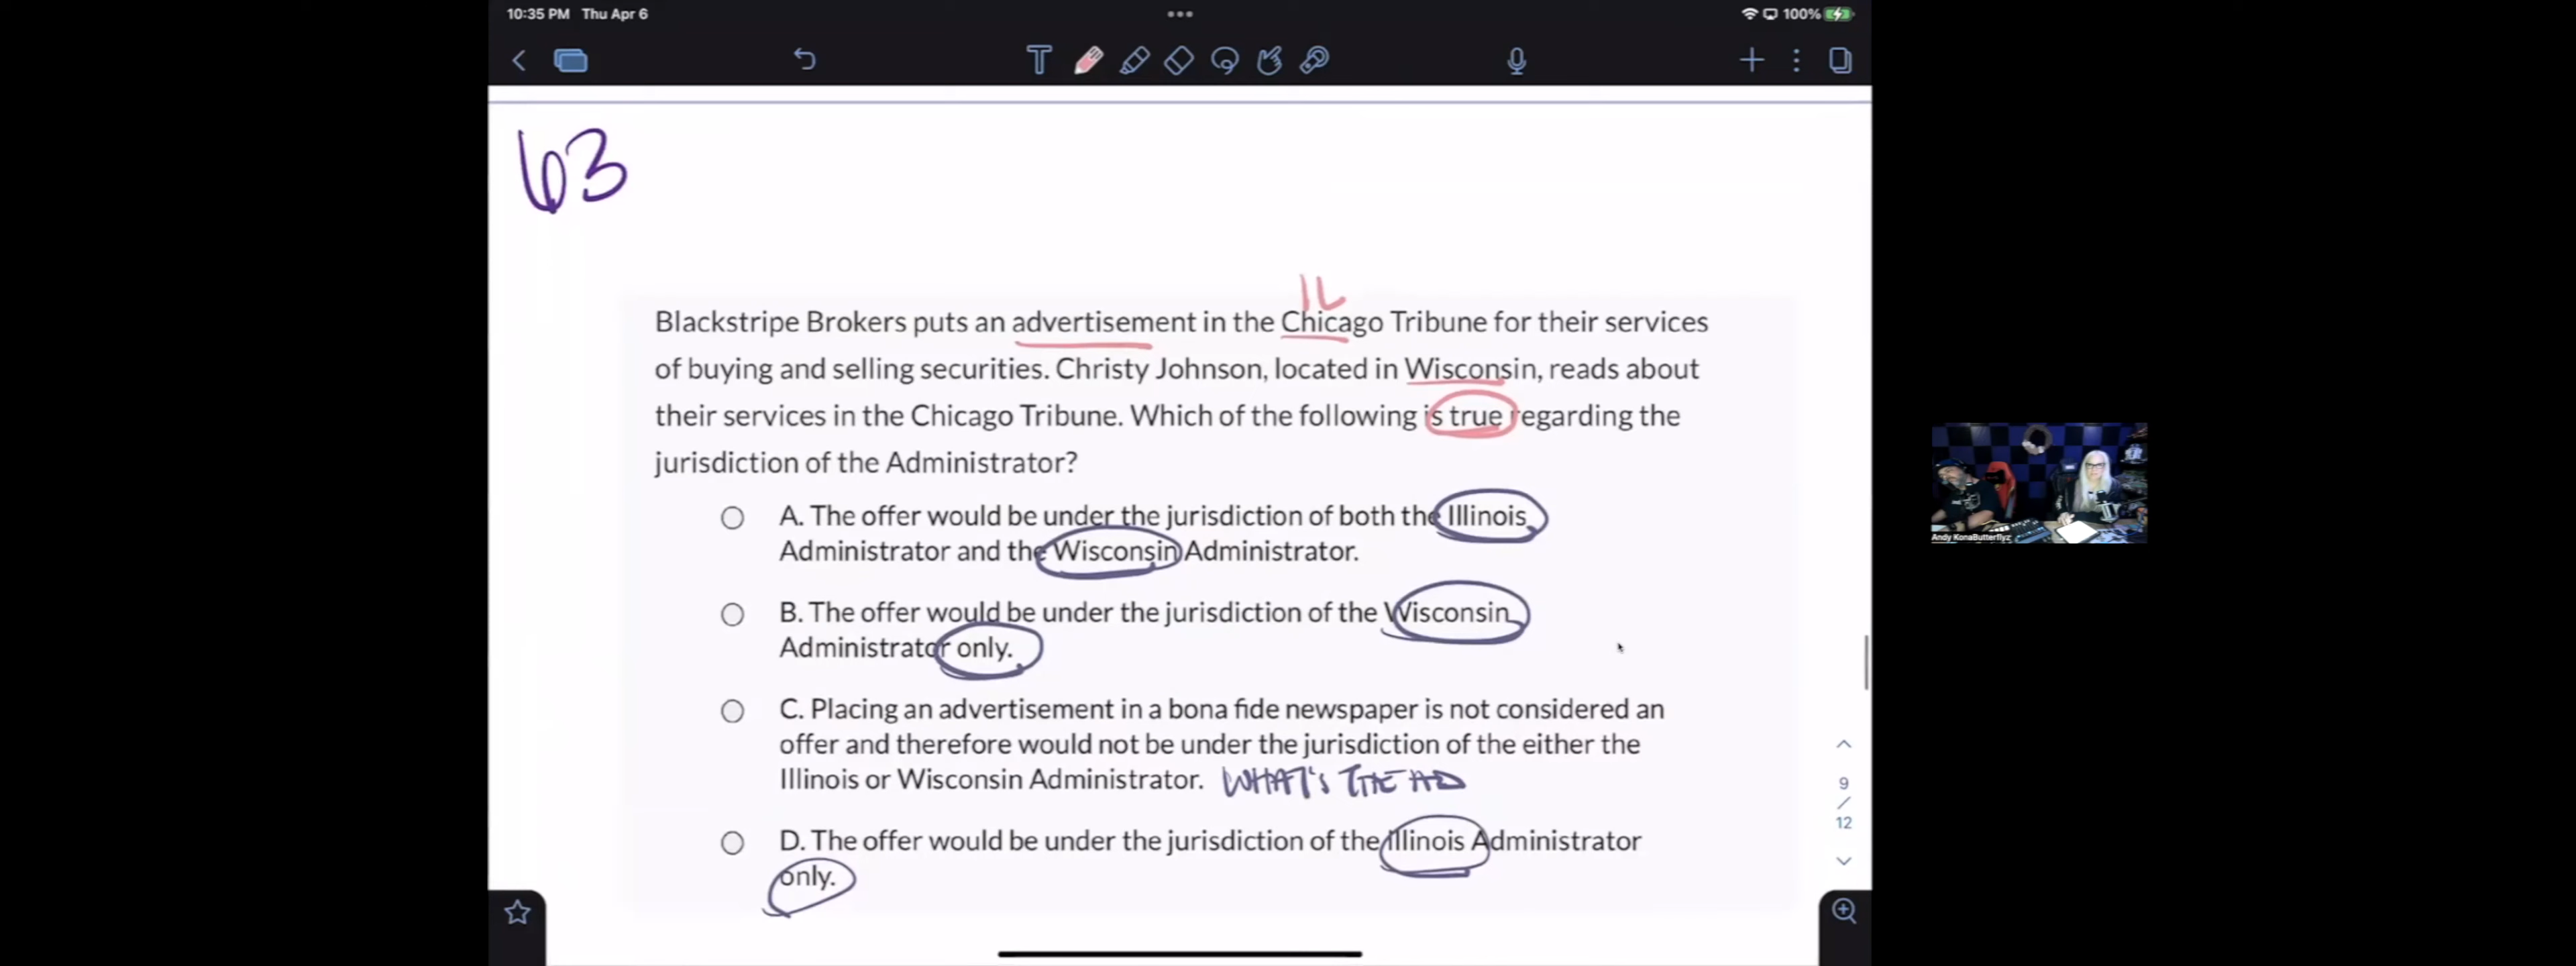 10:35 PM Thu Apr 6
100%
T
63
IL
Blackstripe Brokers puts an advertisement in the Chicago Tribune for their services
of buying and selling securities. Christy Johnson, located in Wisconsin, reads about
their services in the Chicago Tribune. Which of the following is true regarding the
jurisdiction of the Administrator?
A. The offer would be under the jurisdiction of both the Illinois
Administrator and the Wisconsin Administrator.
B. The offer would be under the jurisdiction of the Wisconsin
Administrator only.
C. Placing an advertisement in a bona fide newspaper is not considered an
offer and therefore would not be under the jurisdiction of the either the
Illinois or Wisconsin Administrator. WHAT'S THE AD
D. The offer would be under the jurisdiction of the Illinois Administrator
only.
9
/
12
Andy KonaButterflyz